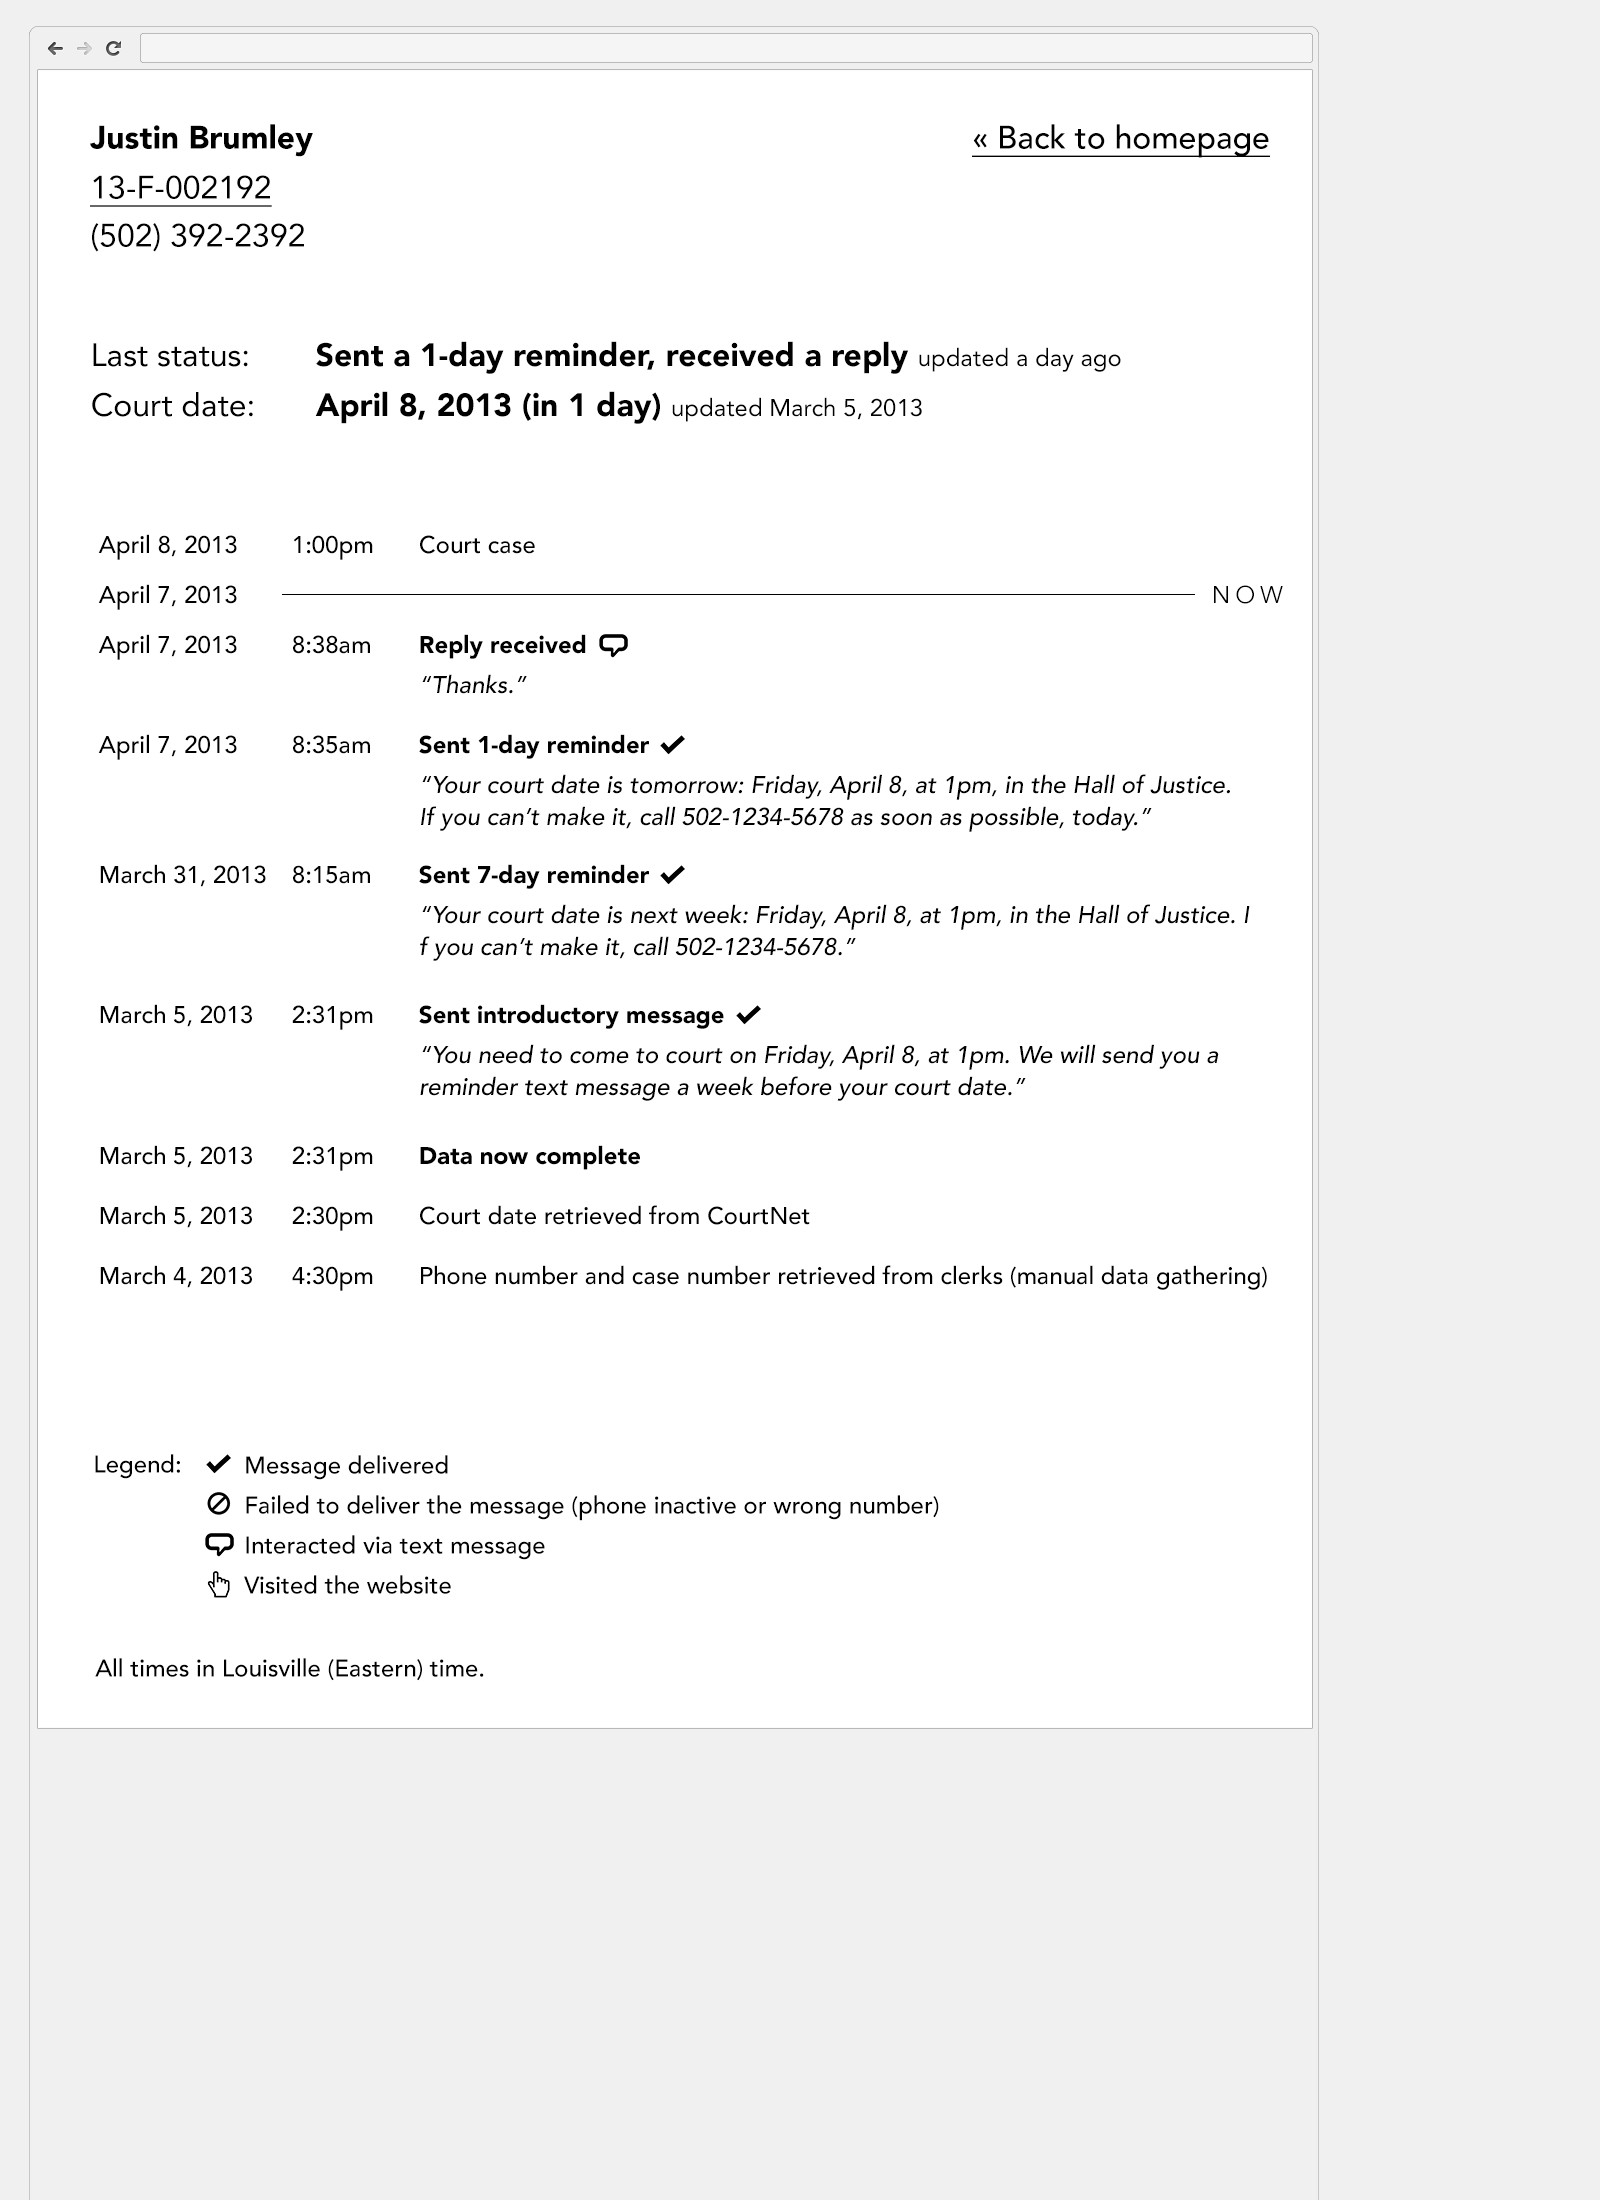 Justin Brumley
« Back to homepage
13-F-002192
(502) 392-2392
Last status: Sent a 1-day reminder, received a reply updated a day ago
Court date: April 8, 2013 (in 1 day) updated March 5, 2013
April 8, 2013 1:00pm Court case
April 7, 2013 NOW
April 7, 2013 8:38am Reply received
“Thanks.”
April 7, 2013 8:35am Sent 1-day reminder
“Your court date is tomorrow: Friday, April 8, at 1pm, in the Hall of Justice.
If you can’t make it, call 502-1234-5678 as soon as possible, today.”
March 31, 2013 8:15am Sent 7-day reminder
“Your court date is next week: Friday, April 8, at 1pm, in the Hall of Justice. I
f you can’t make it, call 502-1234-5678.”
March 5, 2013 2:31pm Sent introductory message
“You need to come to court on Friday, April 8, at 1pm. We will send you a
reminder text message a week before your court date.”
March 5, 2013 2:31pm Data now complete
March 5, 2013 2:30pm Court date retrieved from CourtNet
March 4, 2013 4:30pm Phone number and case number retrieved from clerks (manual data gathering)
Legend: Message delivered
Failed to deliver the message (phone inactive or wrong number)
Interacted via text message
Visited the website
All times in Louisville (Eastern) time.